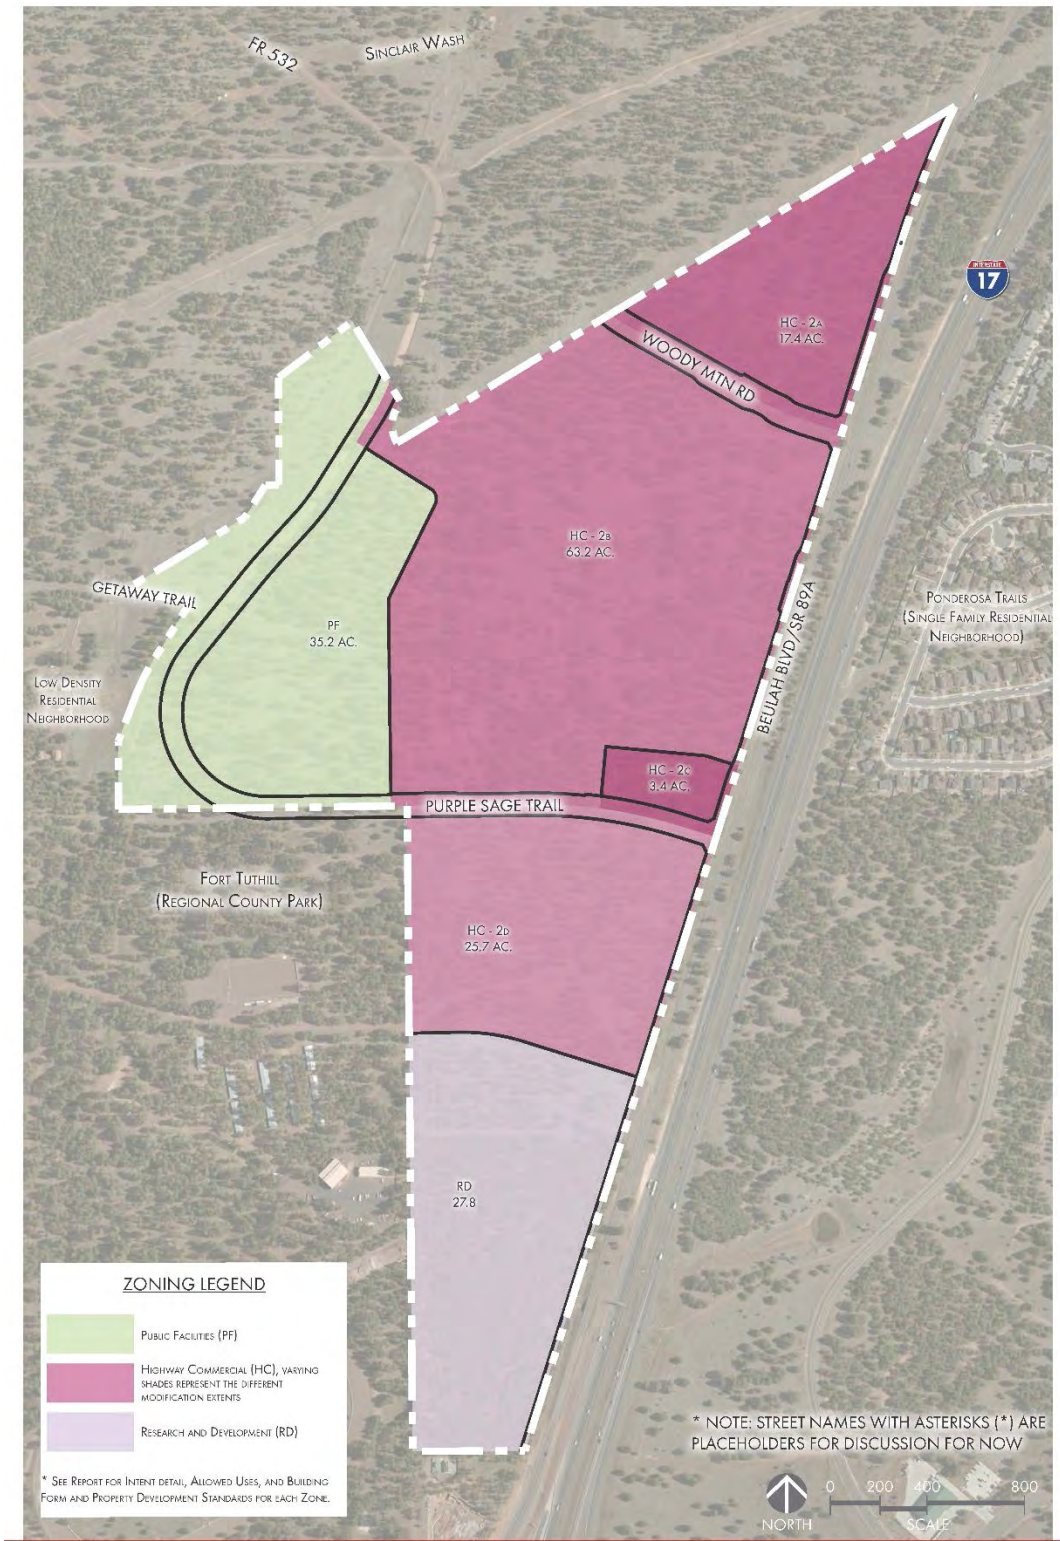 FR 532
SINCLAIR WASH
INTERSTATE
17
HC - 2A
17.4 AC.
WOODY MTN RD
HC - 2B
63.2 AC.
GETAWAY TRAIL
PF
35.2 AC.
BEULAH BLVD/SR 89A
PONDEROSA TRAILS
(SINGLE FAMILY RESIDENTIAL
NEIGHBORHOOD)
LOW DENSITY
RESIDENTIAL
NEIGHBORHOOD
HC - 2C
3.4 AC.
PURPLE SAGE TRAIL
FORT TUTHILL
(REGIONAL COUNTY PARK)
HC - 2D
25.7 AC.
RD
27.8
ZONING LEGEND
PUBLIC FACILITIES (PF)
HIGHWAY COMMERCIAL (HC), VARYING
SHADES REPRESENT THE DIFFERENT
MODIFICATION EXTENTS
RESEARCH AND DEVELOPMENT (RD)
* SEE REPORT FOR INTENT DETAIL, ALLOWED USES, AND BUILDING
FORM AND PROPERTY DEVELOPMENT STANDARDS FOR EACH ZONE.
* NOTE: STREET NAMES WITH ASTERISKS (*) ARE
PLACEHOLDERS FOR DISCUSSION FOR NOW
0 200 400 800
NORTH
SCALE